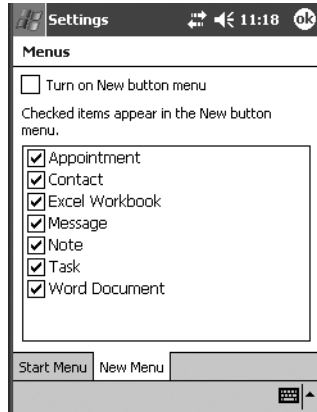 Settings 11:18 ok
Menus
Turn on New button menu
Checked items appear in the New button
menu.
Appointment
Contact
Excel Workbook
Message
Note
Task
Word Document
Start Menu New Menu